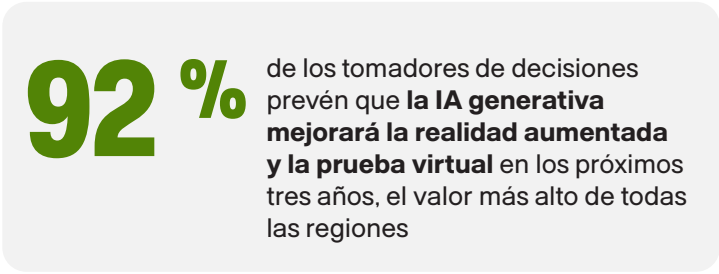 92 %
de los tomadores de decisiones
prevén que la IA generativa
mejorará la realidad aumentada
y la prueba virtual en los próximos
tres años, el valor más alto de todas
las regiones